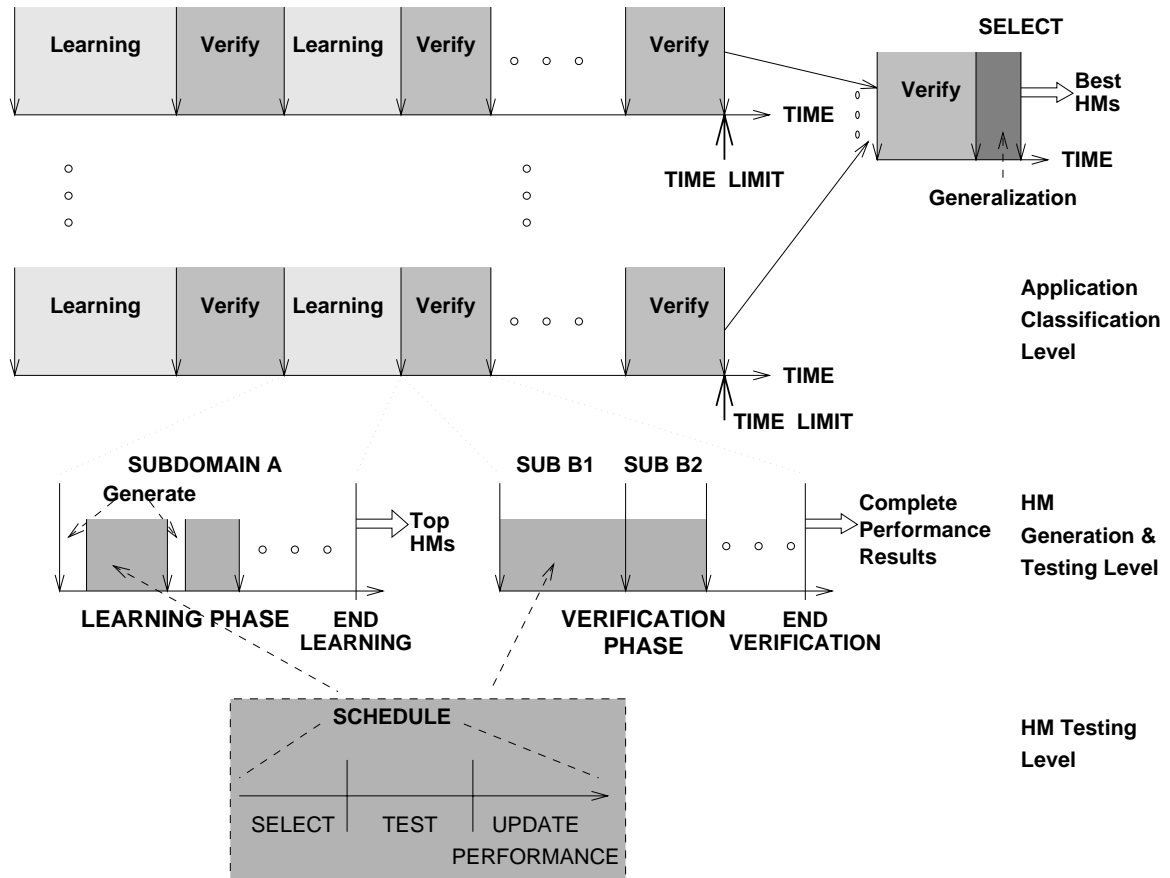 SELECT
Learning Verify Learning Verify Verify
Verify
Best
HMs
TIME
TIME
TIME LIMIT
Generalization
Learning Verify Learning Verify Verify
Application
Classification
Level
TIME
TIME LIMIT
SUBDOMAIN A
Generate
Top
HMs
LEARNING PHASE
END
LEARNING
SUB B1 SUB B2
Complete
Performance
Results
VERIFICATION
PHASE
END
VERIFICATION
HM
Generation &
Testing Level
SCHEDULE
SELECT TEST UPDATE
PERFORMANCE
HM Testing
Level